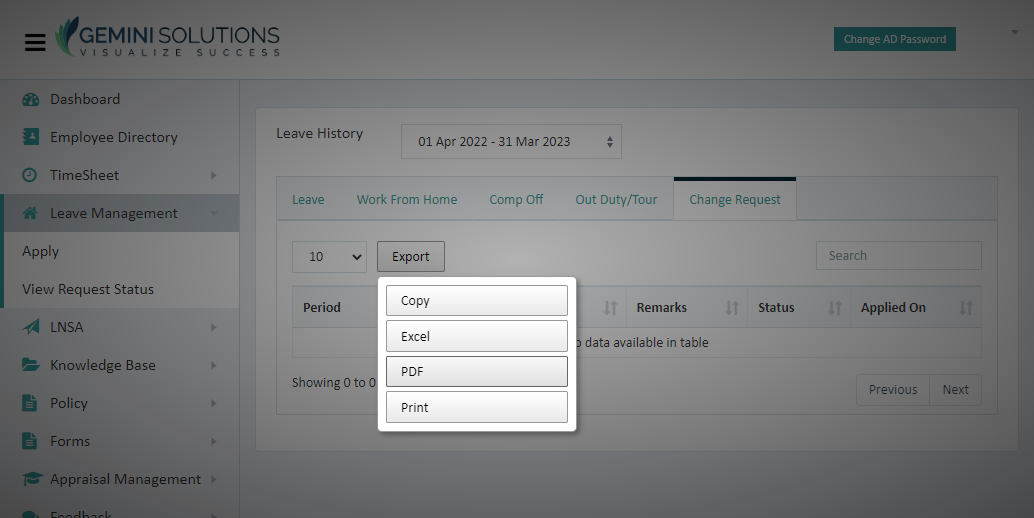 GEMINI SOLUTIONS
VISUALIZE SUCCESS
Change AD Password
Dashboard
Employee Directory
TimeSheet
Leave Management
Apply
View Request Status
LNSA
Knowledge Base
Policy
Forms
Appraisal Management
Feedback
Leave History
01 Apr 2022 - 31 Mar 2023
Leave Work From Home Comp Off Out Duty/Tour Change Request
10 Export Search
Copy
Excel
PDF
Print
Period Remarks Status Applied On
data available in table
Showing 0 to 0
Previous Next